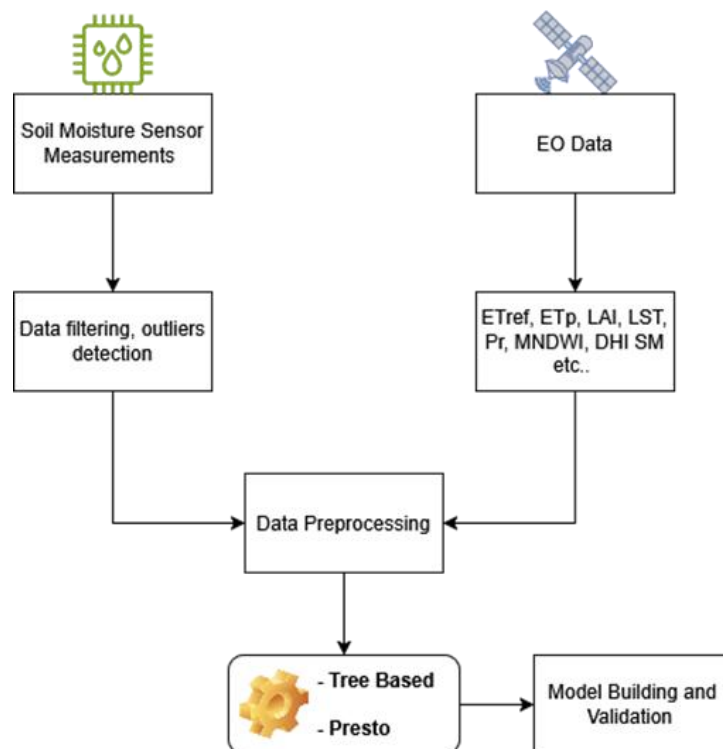 Soil Moisture Sensor
Measurements
EO Data
Data filtering, outliers
detection
ETref, ETp, LAI, LST,
Pr, MNDWI, DHI SM
etc..
Data Preprocessing
- Tree Based
- Presto
Model Building and
Validation